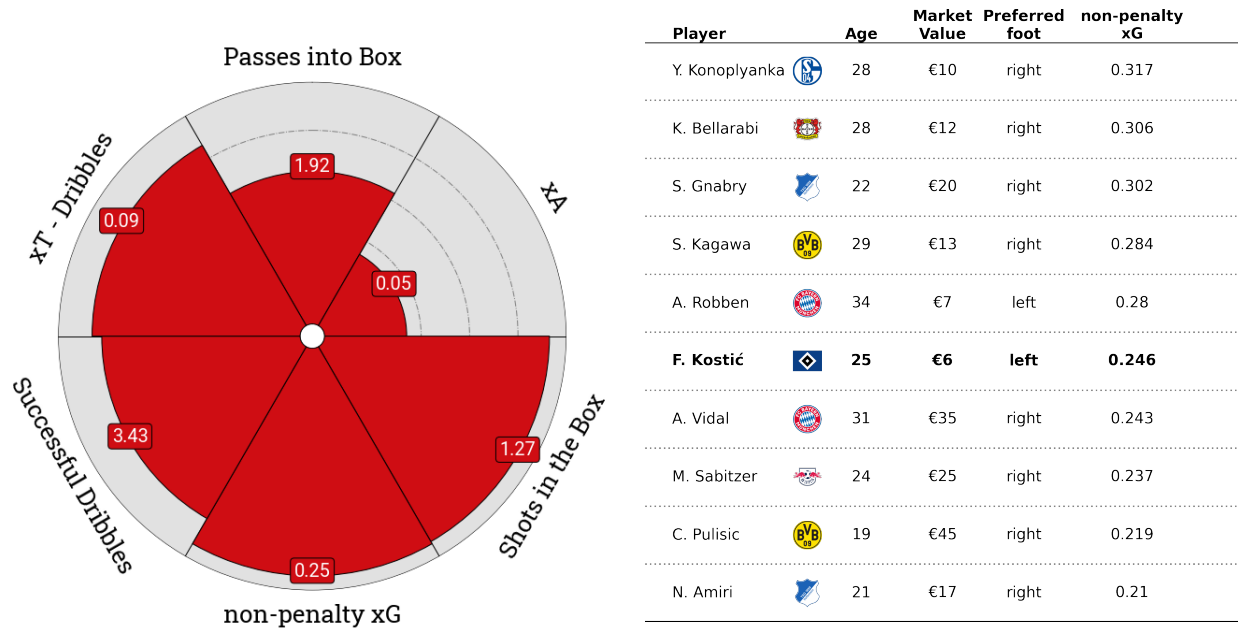 Passes into Box
xT - Dribbles
xA
1.92
0.09
0.05
3.43
1.27
0.25
Successful Dribbles
Shots in the Box
non-penalty xG
Player Age Market Value Preferred foot non-penalty xG
Y. Konoplyanka S 04 28 €10 right 0.317
K. Bellarabi 28 €12 right 0.306
S. Gnabry 22 €20 right 0.302
S. Kagawa BVB 09 29 €13 right 0.284
A. Robben 34 €7 left 0.28
F. Kostić 25 €6 left 0.246
A. Vidal 31 €35 right 0.243
M. Sabitzer 24 €25 right 0.237
C. Pulisic BVB 09 19 €45 right 0.219
N. Amiri 21 €17 right 0.21